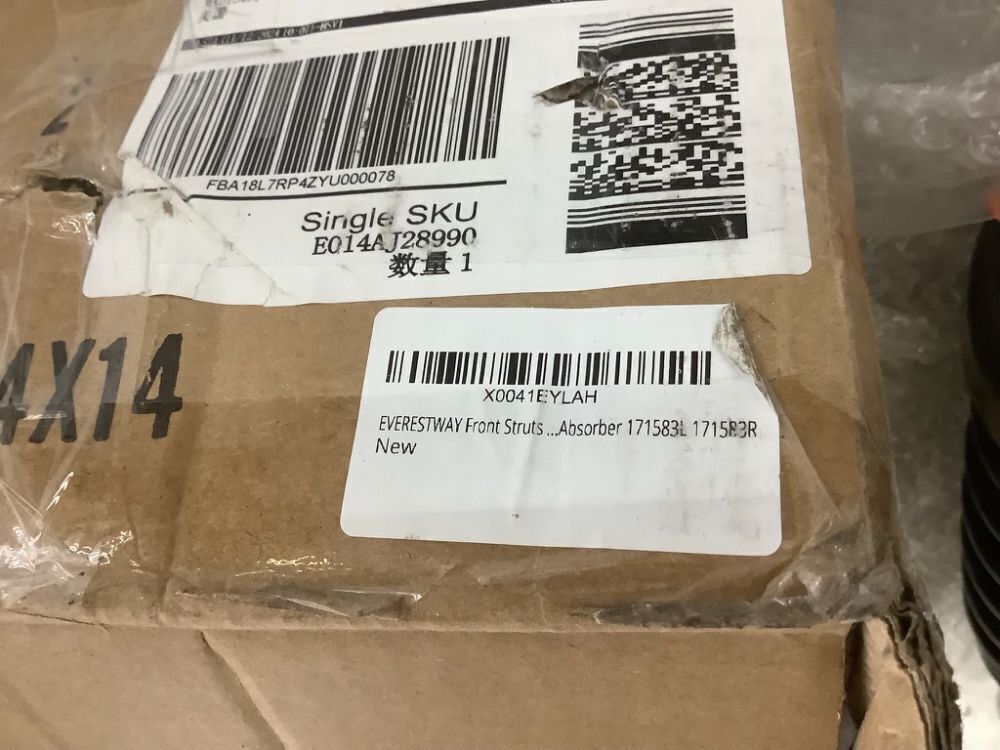 FBA18L7RP4ZYU000078
Single SKU
E014AJ28990
数量 1
4X14
X0041EYLAH
EVERESTWAY Front Struts ...Absorber 171583L 171583R
New